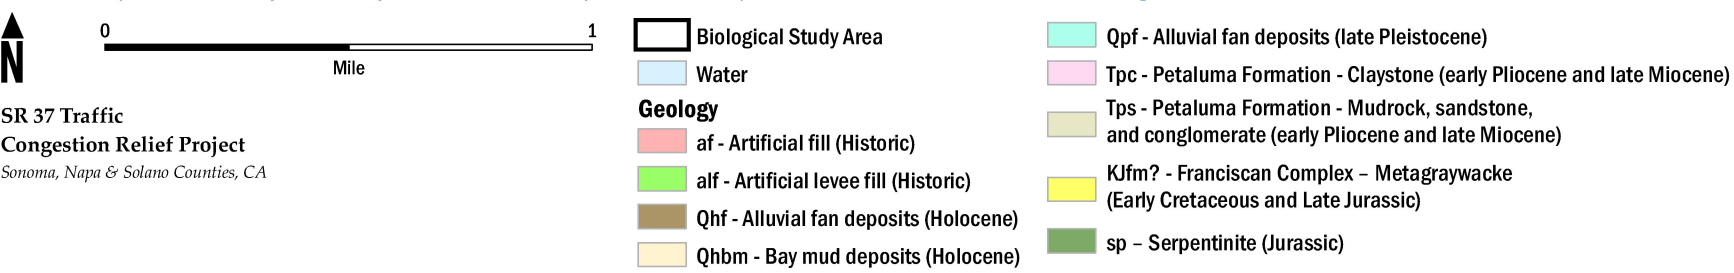 0 1
Mile
N
SR 37 Traffic
Congestion Relief Project
Sonoma, Napa & Solano Counties, CA
Biological Study Area
Water
Geology
af - Artificial fill (Historic)
alf - Artificial levee fill (Historic)
Qhf - Alluvial fan deposits (Holocene)
Qhbm - Bay mud deposits (Holocene)
Qpf - Alluvial fan deposits (late Pleistocene)
Tpc - Petaluma Formation - Claystone (early Pliocene and late Miocene)
Tps - Petaluma Formation - Mudrock, sandstone,
and conglomerate (early Pliocene and late Miocene)
KJfm? - Franciscan Complex – Metagraywacke
(Early Cretaceous and Late Jurassic)
sp – Serpentinite (Jurassic)